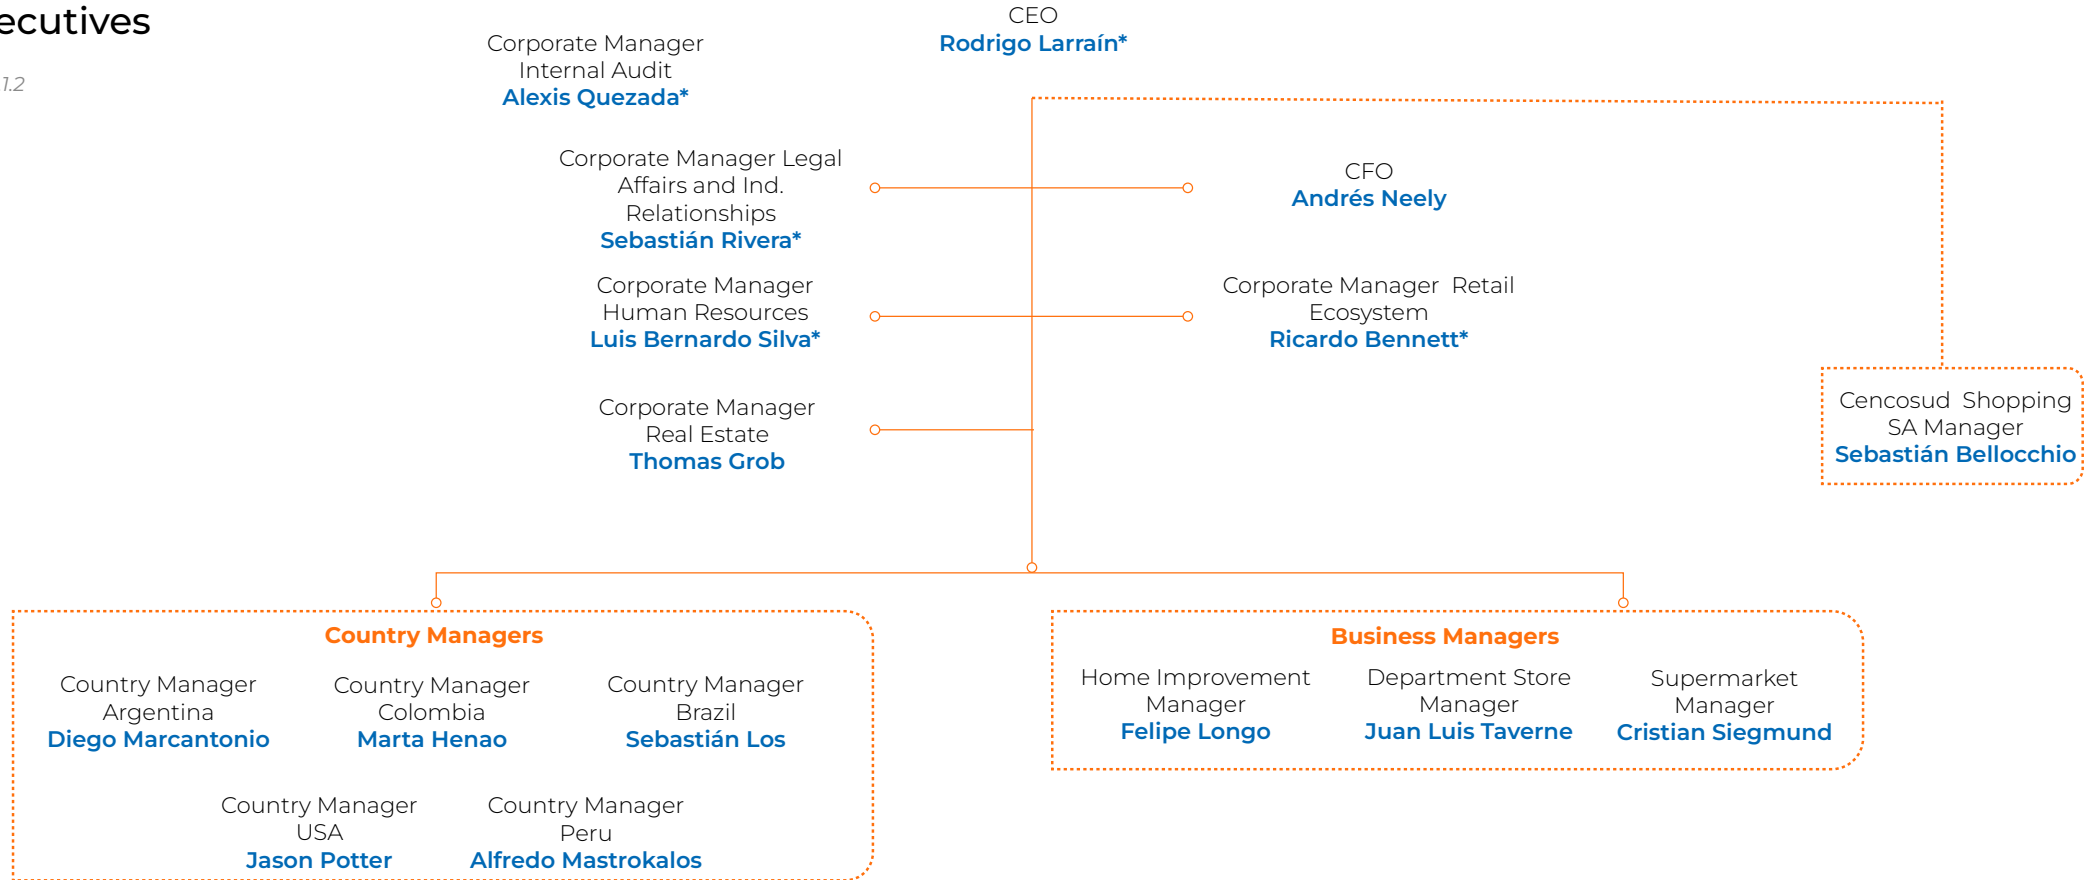 ecutives
1.2
CEO
Rodrigo Larraín*
Corporate Manager
Internal Audit
Alexis Quezada*
Corporate Manager Legal
Affairs and Ind.
Relationships
Sebastián Rivera*
CFO
Andrés Neely
Corporate Manager
Human Resources
Luis Bernardo Silva*
Corporate Manager Retail
Ecosystem
Ricardo Bennett*
Corporate Manager
Real Estate
Thomas Grob
Cencosud Shopping
SA Manager
Sebastián Bellocchio
Country Managers
Country Manager
Argentina
Diego Marcantonio
Country Manager
Colombia
Marta Henao
Country Manager
Brazil
Sebastián Los
Country Manager
USA
Jason Potter
Country Manager
Peru
Alfredo Mastrokalos
Business Managers
Home Improvement
Manager
Felipe Longo
Department Store
Manager
Juan Luis Taverne
Supermarket
Manager
Cristian Siegmund